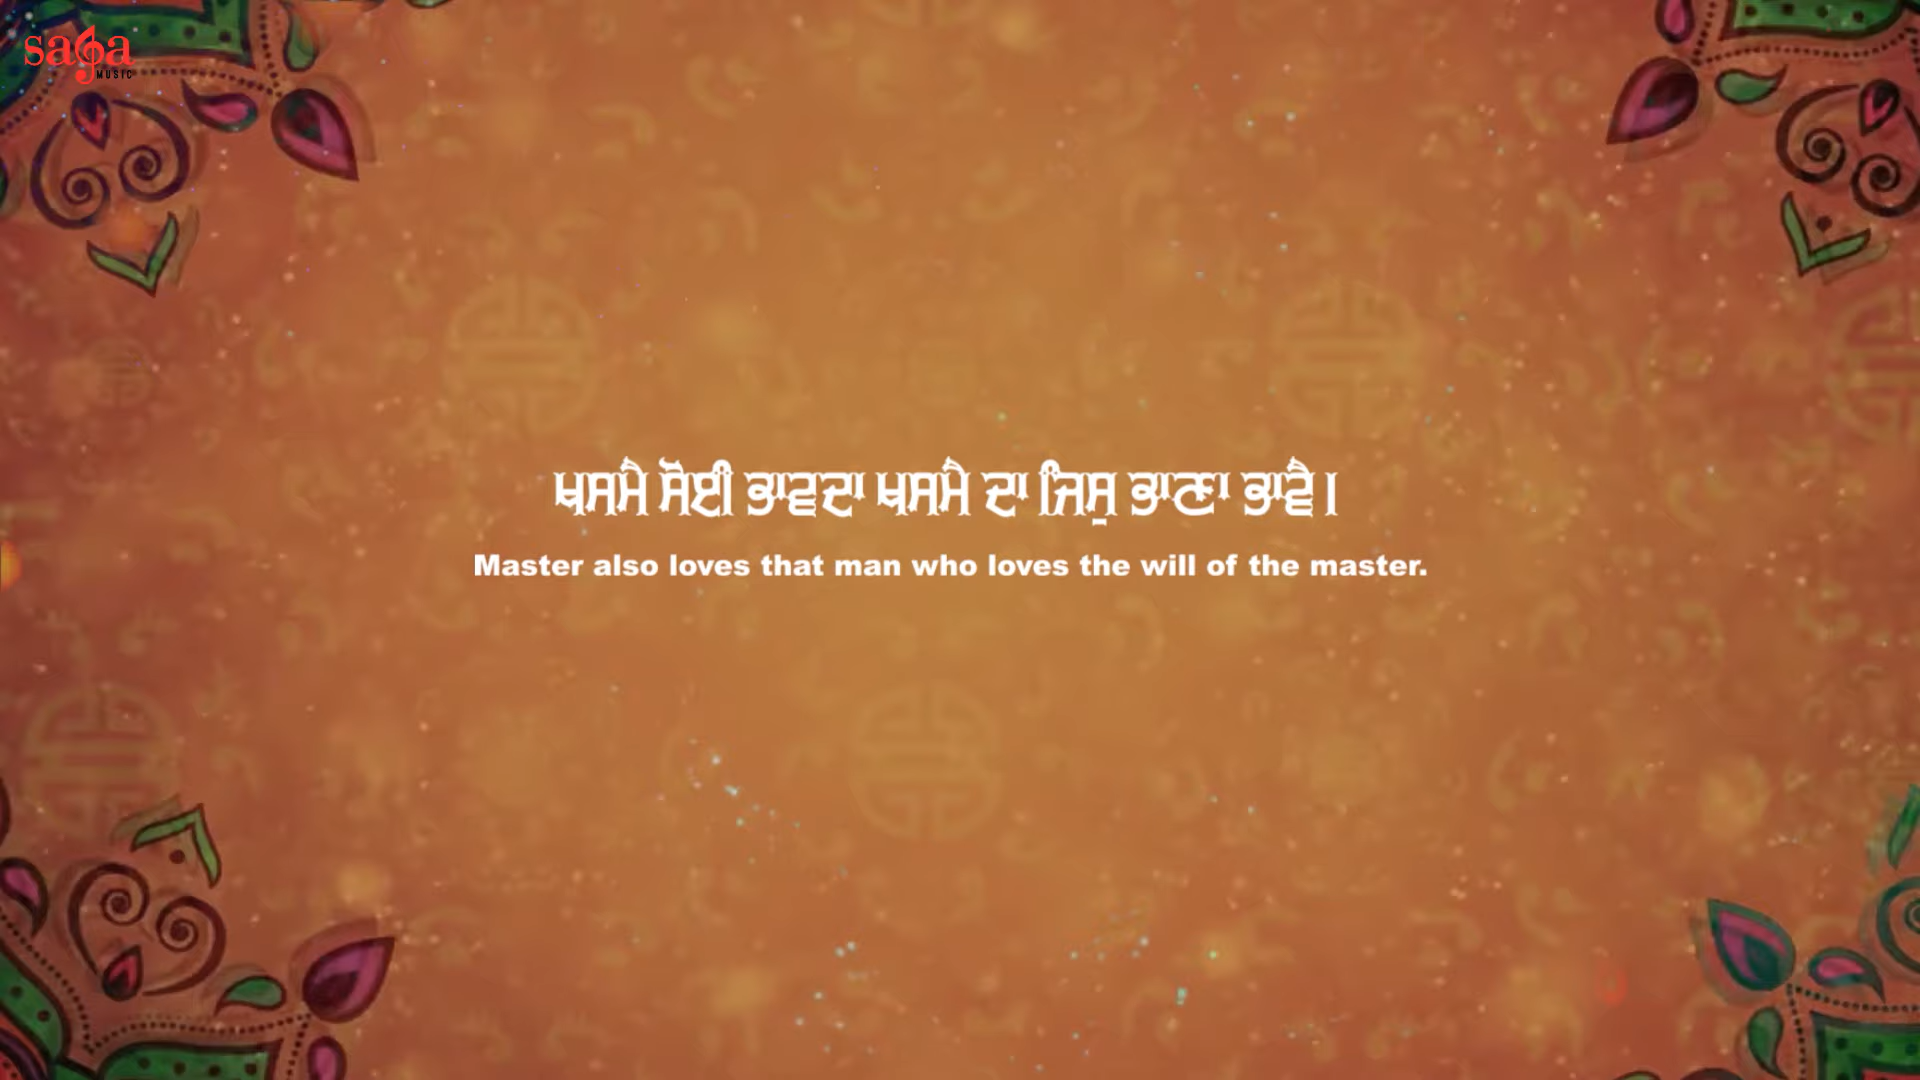 saga
MUSIC
ਖਸਮੈ ਸੋਈ ਭਾਵਦਾ ਖਸਮੈ ਦਾ ਜਿਸੁ ਭਾਣਾ ਭਾਵੈ।
Master also loves that man who loves the will of the master.